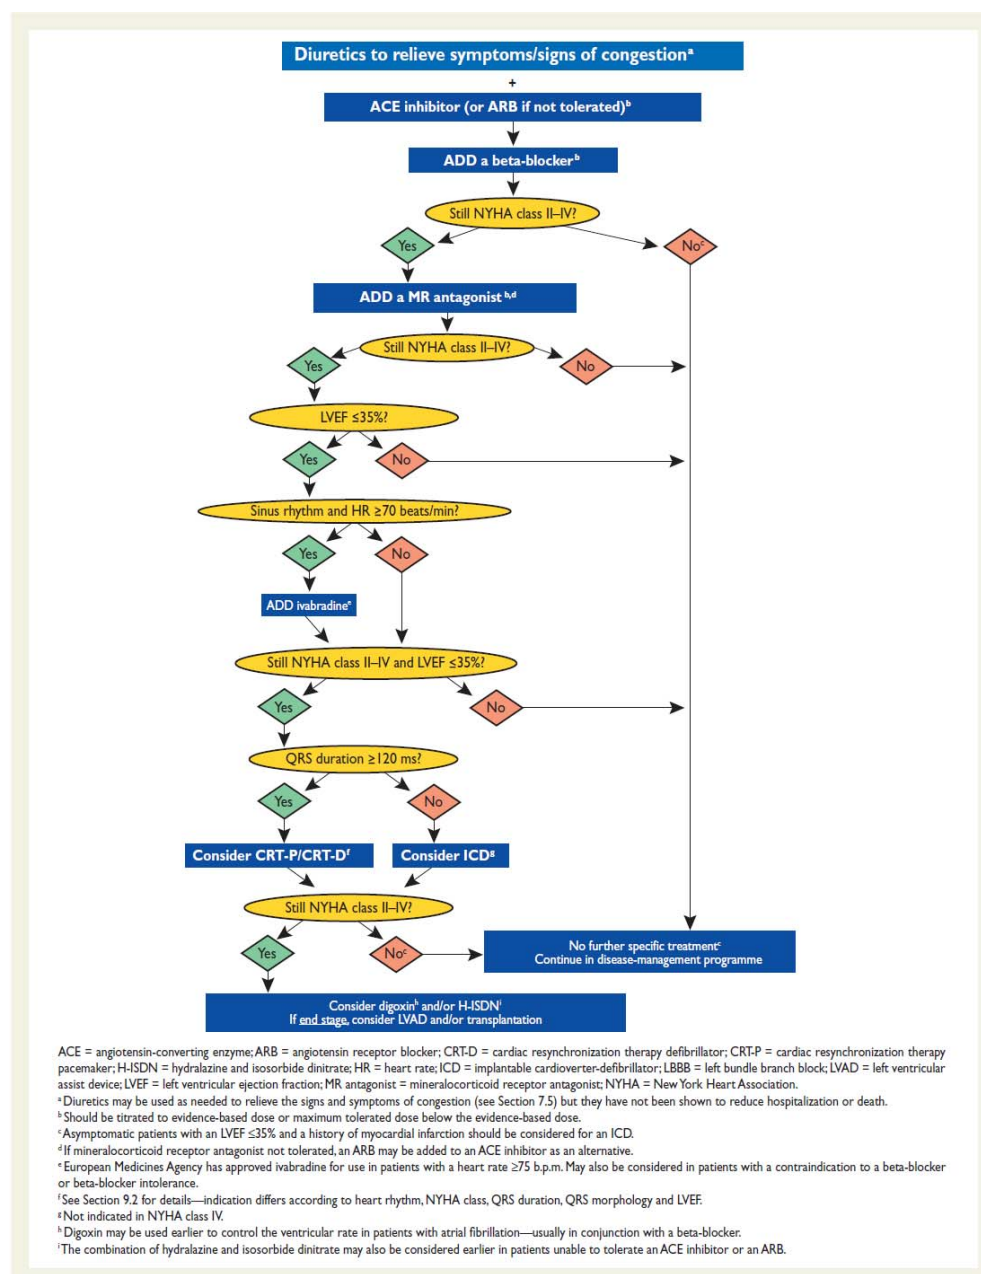 Diuretics to relieve symptoms/signs of congestionᵃ
+
ACE inhibitor (or ARB if not tolerated)ᵇ
ADD a beta-blockerᵇ
Still NYHA class II–IV?
Yes
Noᶜ
ADD a MR antagonistᵇ,ᵈ
Still NYHA class II–IV?
Yes
No
LVEF ≤35%?
Yes
No
Sinus rhythm and HR ≥70 beats/min?
Yes
No
ADD ivabradineᵉ
Still NYHA class II–IV and LVEF ≤35%?
Yes
No
QRS duration ≥120 ms?
Yes
No
Consider CRT-P/CRT-Dᶠ
Consider ICDᵍ
Still NYHA class II–IV?
Yes
Noᶜ
No further specific treatmentᶜ
Continue in disease-management programme
Consider digoxinʰ and/or H-ISDNⁱ
If end stage, consider LVAD and/or transplantation
ACE = angiotensin-converting enzyme; ARB = angiotensin receptor blocker; CRT-D = cardiac resynchronization therapy defibrillator; CRT-P = cardiac resynchronization therapy
pacemaker; H-ISDN = hydralazine and isosorbide dinitrate; HR = heart rate; ICD = implantable cardioverter-defibrillator; LBBB = left bundle branch block; LVAD = left ventricular
assist device; LVEF = left ventricular ejection fraction; MR antagonist = mineralocorticoid receptor antagonist; NYHA = New York Heart Association.
ᵃDiuretics may be used as needed to relieve the signs and symptoms of congestion (see Section 7.5) but they have not been shown to reduce hospitalization or death.
ᵇShould be titrated to evidence-based dose or maximum tolerated dose below the evidence-based dose.
ᶜAsymptomatic patients with an LVEF ≤35% and a history of myocardial infarction should be considered for an ICD.
ᵈIf mineralocorticoid receptor antagonist not tolerated, an ARB may be added to an ACE inhibitor as an alternative.
ᵉEuropean Medicines Agency has approved ivabradine for use in patients with a heart rate ≥75 b.p.m. May also be considered in patients with a contraindication to a beta-blocker
or beta-blocker intolerance.
ᶠSee Section 9.2 for details—indication differs according to heart rhythm, NYHA class, QRS duration, QRS morphology and LVEF.
ᵍNot indicated in NYHA class IV.
ʰDigoxin may be used earlier to control the ventricular rate in patients with atrial fibrillation—usually in conjunction with a beta-blocker.
ⁱThe combination of hydralazine and isosorbide dinitrate may also be considered earlier in patients unable to tolerate an ACE inhibitor or an ARB.